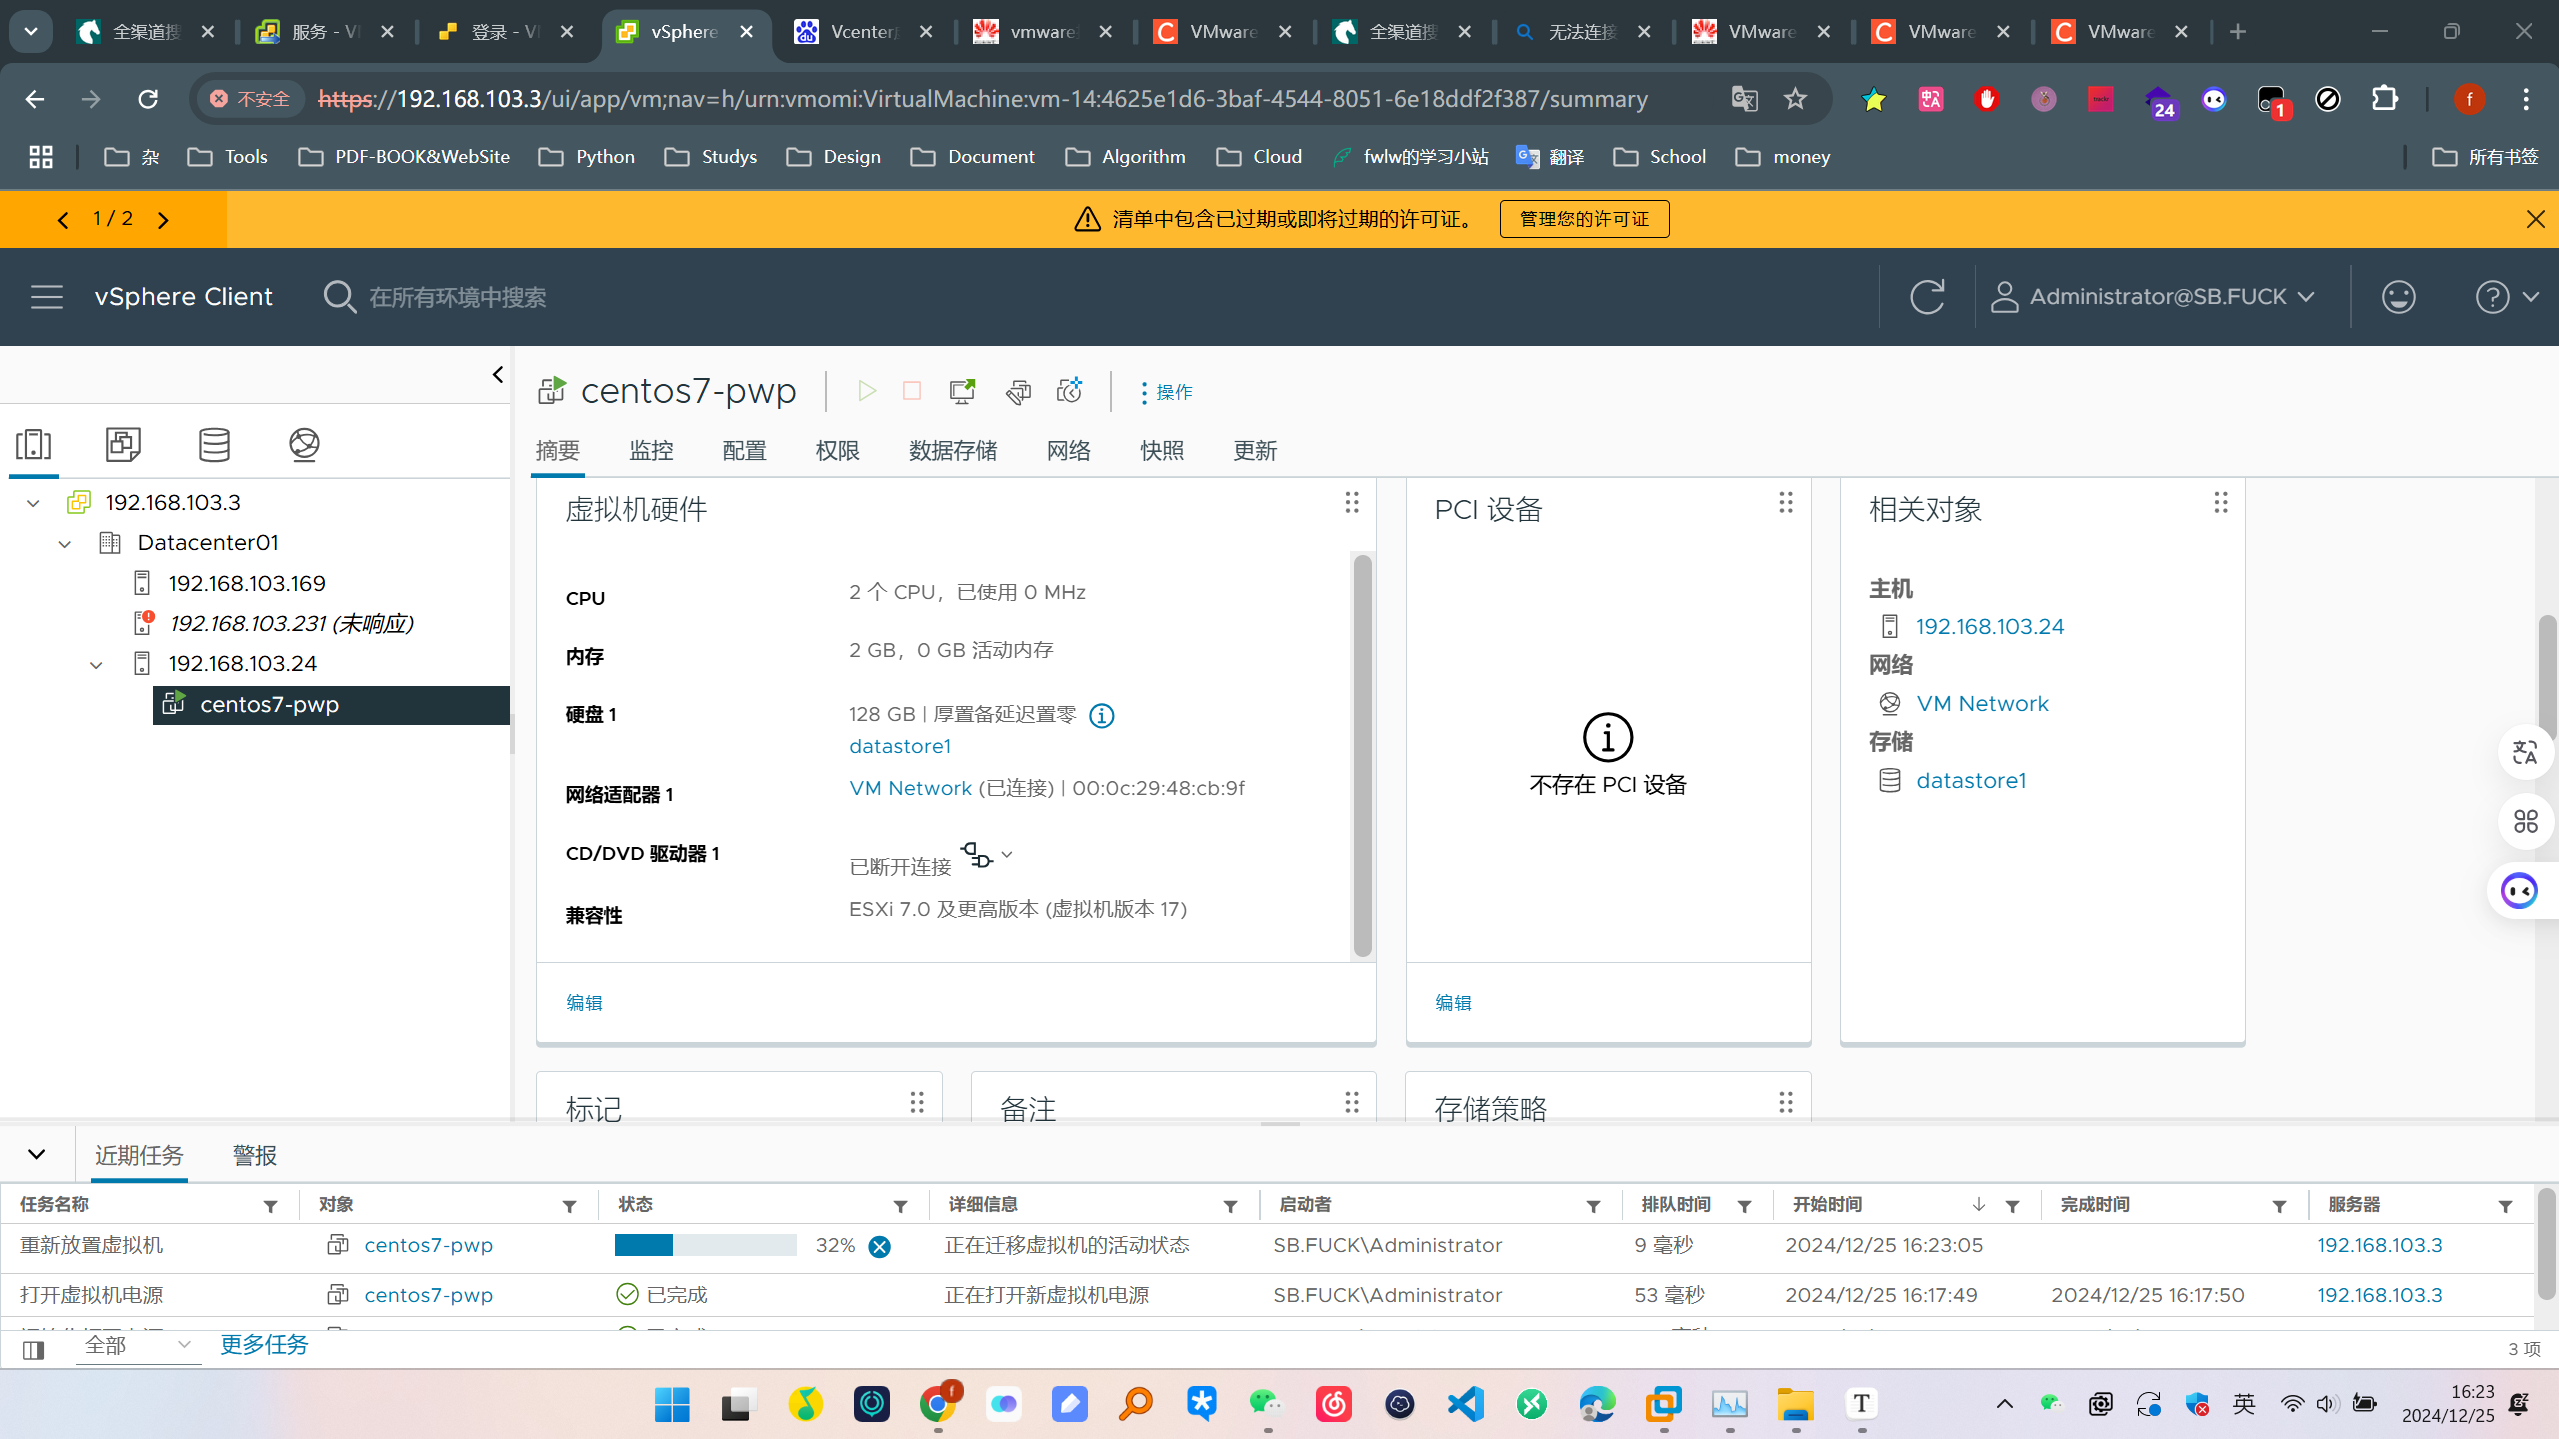 全渠道搜
服务 - VM
登录 - VM
vSphere
Vcenter
vmware
VMware
全渠道搜
无法连接
VMware
VMware
VMware
不安全
https://192.168.103.3/ui/app/vm;nav=h/urn:vmomi:VirtualMachine:vm-14:4625e1d6-3baf-4544-8051-6e18ddf2f387/summary
24
1
f
杂
Tools
PDF-BOOK&WebSite
Python
Studys
Design
Document
Algorithm
Cloud
fwlw的学习小站
翻译
School
money
所有书签
1 / 2
清单中包含已过期或即将过期的许可证。
管理您的许可证
vSphere Client
在所有环境中搜索
Administrator@SB.FUCK
192.168.103.3
Datacenter01
192.168.103.169
192.168.103.231 (未响应)
192.168.103.24
centos7-pwp
centos7-pwp
操作
摘要
监控
配置
权限
数据存储
网络
快照
更新
虚拟机硬件
CPU
2 个 CPU，已使用 0 MHz
内存
2 GB，0 GB 活动内存
硬盘 1
128 GB | 厚置备延迟置零
datastore1
网络适配器 1
VM Network (已连接) | 00:0c:29:48:cb:9f
CD/DVD 驱动器 1
已断开连接
兼容性
ESXi 7.0 及更高版本 (虚拟机版本 17)
编辑
PCI 设备
不存在 PCI 设备
编辑
相关对象
主机
192.168.103.24
网络
VM Network
存储
datastore1
标记
备注
存储策略
近期任务
警报
任务名称
对象
状态
详细信息
启动者
排队时间
开始时间
完成时间
服务器
重新放置虚拟机
centos7-pwp
32%
正在迁移虚拟机的活动状态
SB.FUCK\Administrator
9 毫秒
2024/12/25 16:23:05
192.168.103.3
打开虚拟机电源
centos7-pwp
已完成
正在打开新虚拟机电源
SB.FUCK\Administrator
53 毫秒
2024/12/25 16:17:49
2024/12/25 16:17:50
192.168.103.3
全部
更多任务
3 项
英
16:23
2024/12/25